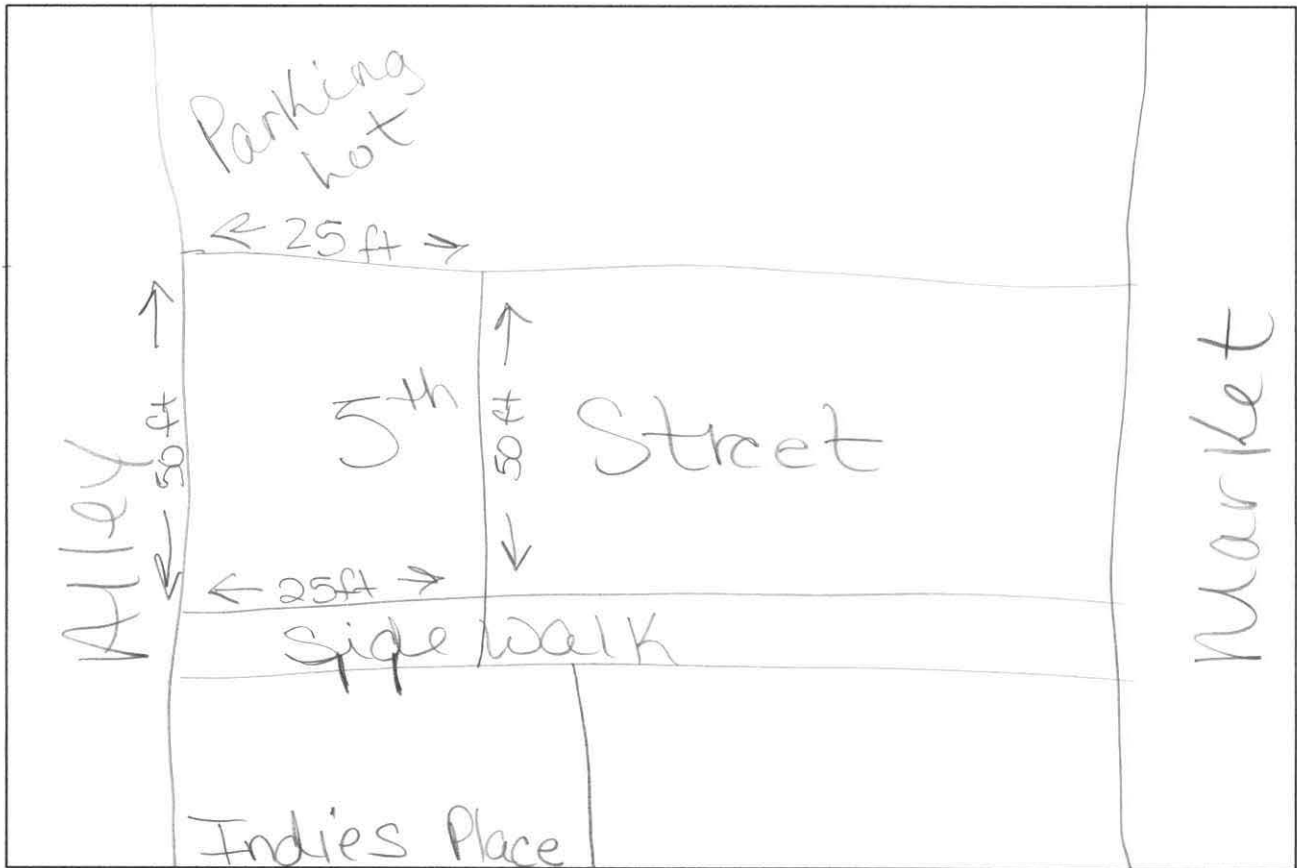 Parking
Lot
25 ft
50 ft
5th
50 ft
Street
Alley
Market
25ft
Side Walk
Indies Place